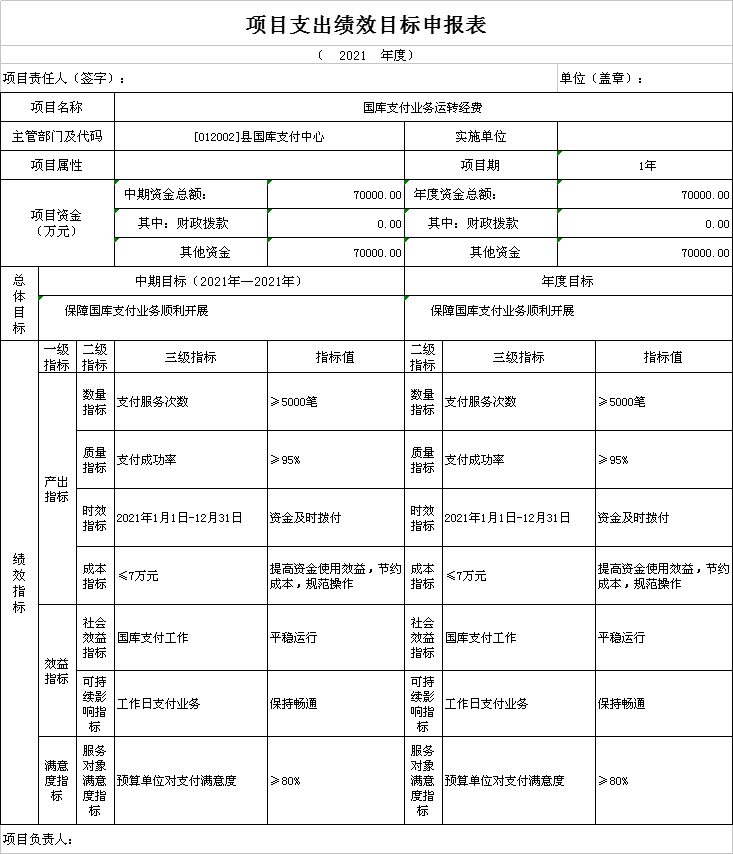 项目支出绩效目标申报表
（ 2021 年度）
项目责任人（签字）： 单位（盖章）：
项目名称 国库支付业务运转经费
主管部门及代码 [012002]县国库支付中心 实施单位
项目属性 项目期 1年
项目资金（万元） 中期资金总额： 70000.00 年度资金总额： 70000.00
其中：财政拨款 0.00 其中：财政拨款 0.00
其他资金 70000.00 其他资金 70000.00
总体目标 中期目标（2021年—2021年） 年度目标
保障国库支付业务顺利开展 保障国库支付业务顺利开展
绩效指标 一级指标 二级指标 三级指标 指标值 二级指标 三级指标 指标值
产出指标 数量指标 支付服务次数 ≥5000笔 数量指标 支付服务次数 ≥5000笔
质量指标 支付成功率 ≥95% 质量指标 支付成功率 ≥95%
时效指标 2021年1月1日-12月31日 资金及时拨付 时效指标 2021年1月1日-12月31日 资金及时拨付
成本指标 ≤7万元 提高资金使用效益，节约成本，规范操作 成本指标 ≤7万元 提高资金使用效益，节约成本，规范操作
效益指标 社会效益指标 国库支付工作 平稳运行 社会效益指标 国库支付工作 平稳运行
可持续影响指标 工作日支付业务 保持畅通 可持续影响指标 工作日支付业务 保持畅通
满意度指标 服务对象满意度指标 预算单位对支付满意度 ≥80% 服务对象满意度指标 预算单位对支付满意度 ≥80%
项目负责人：